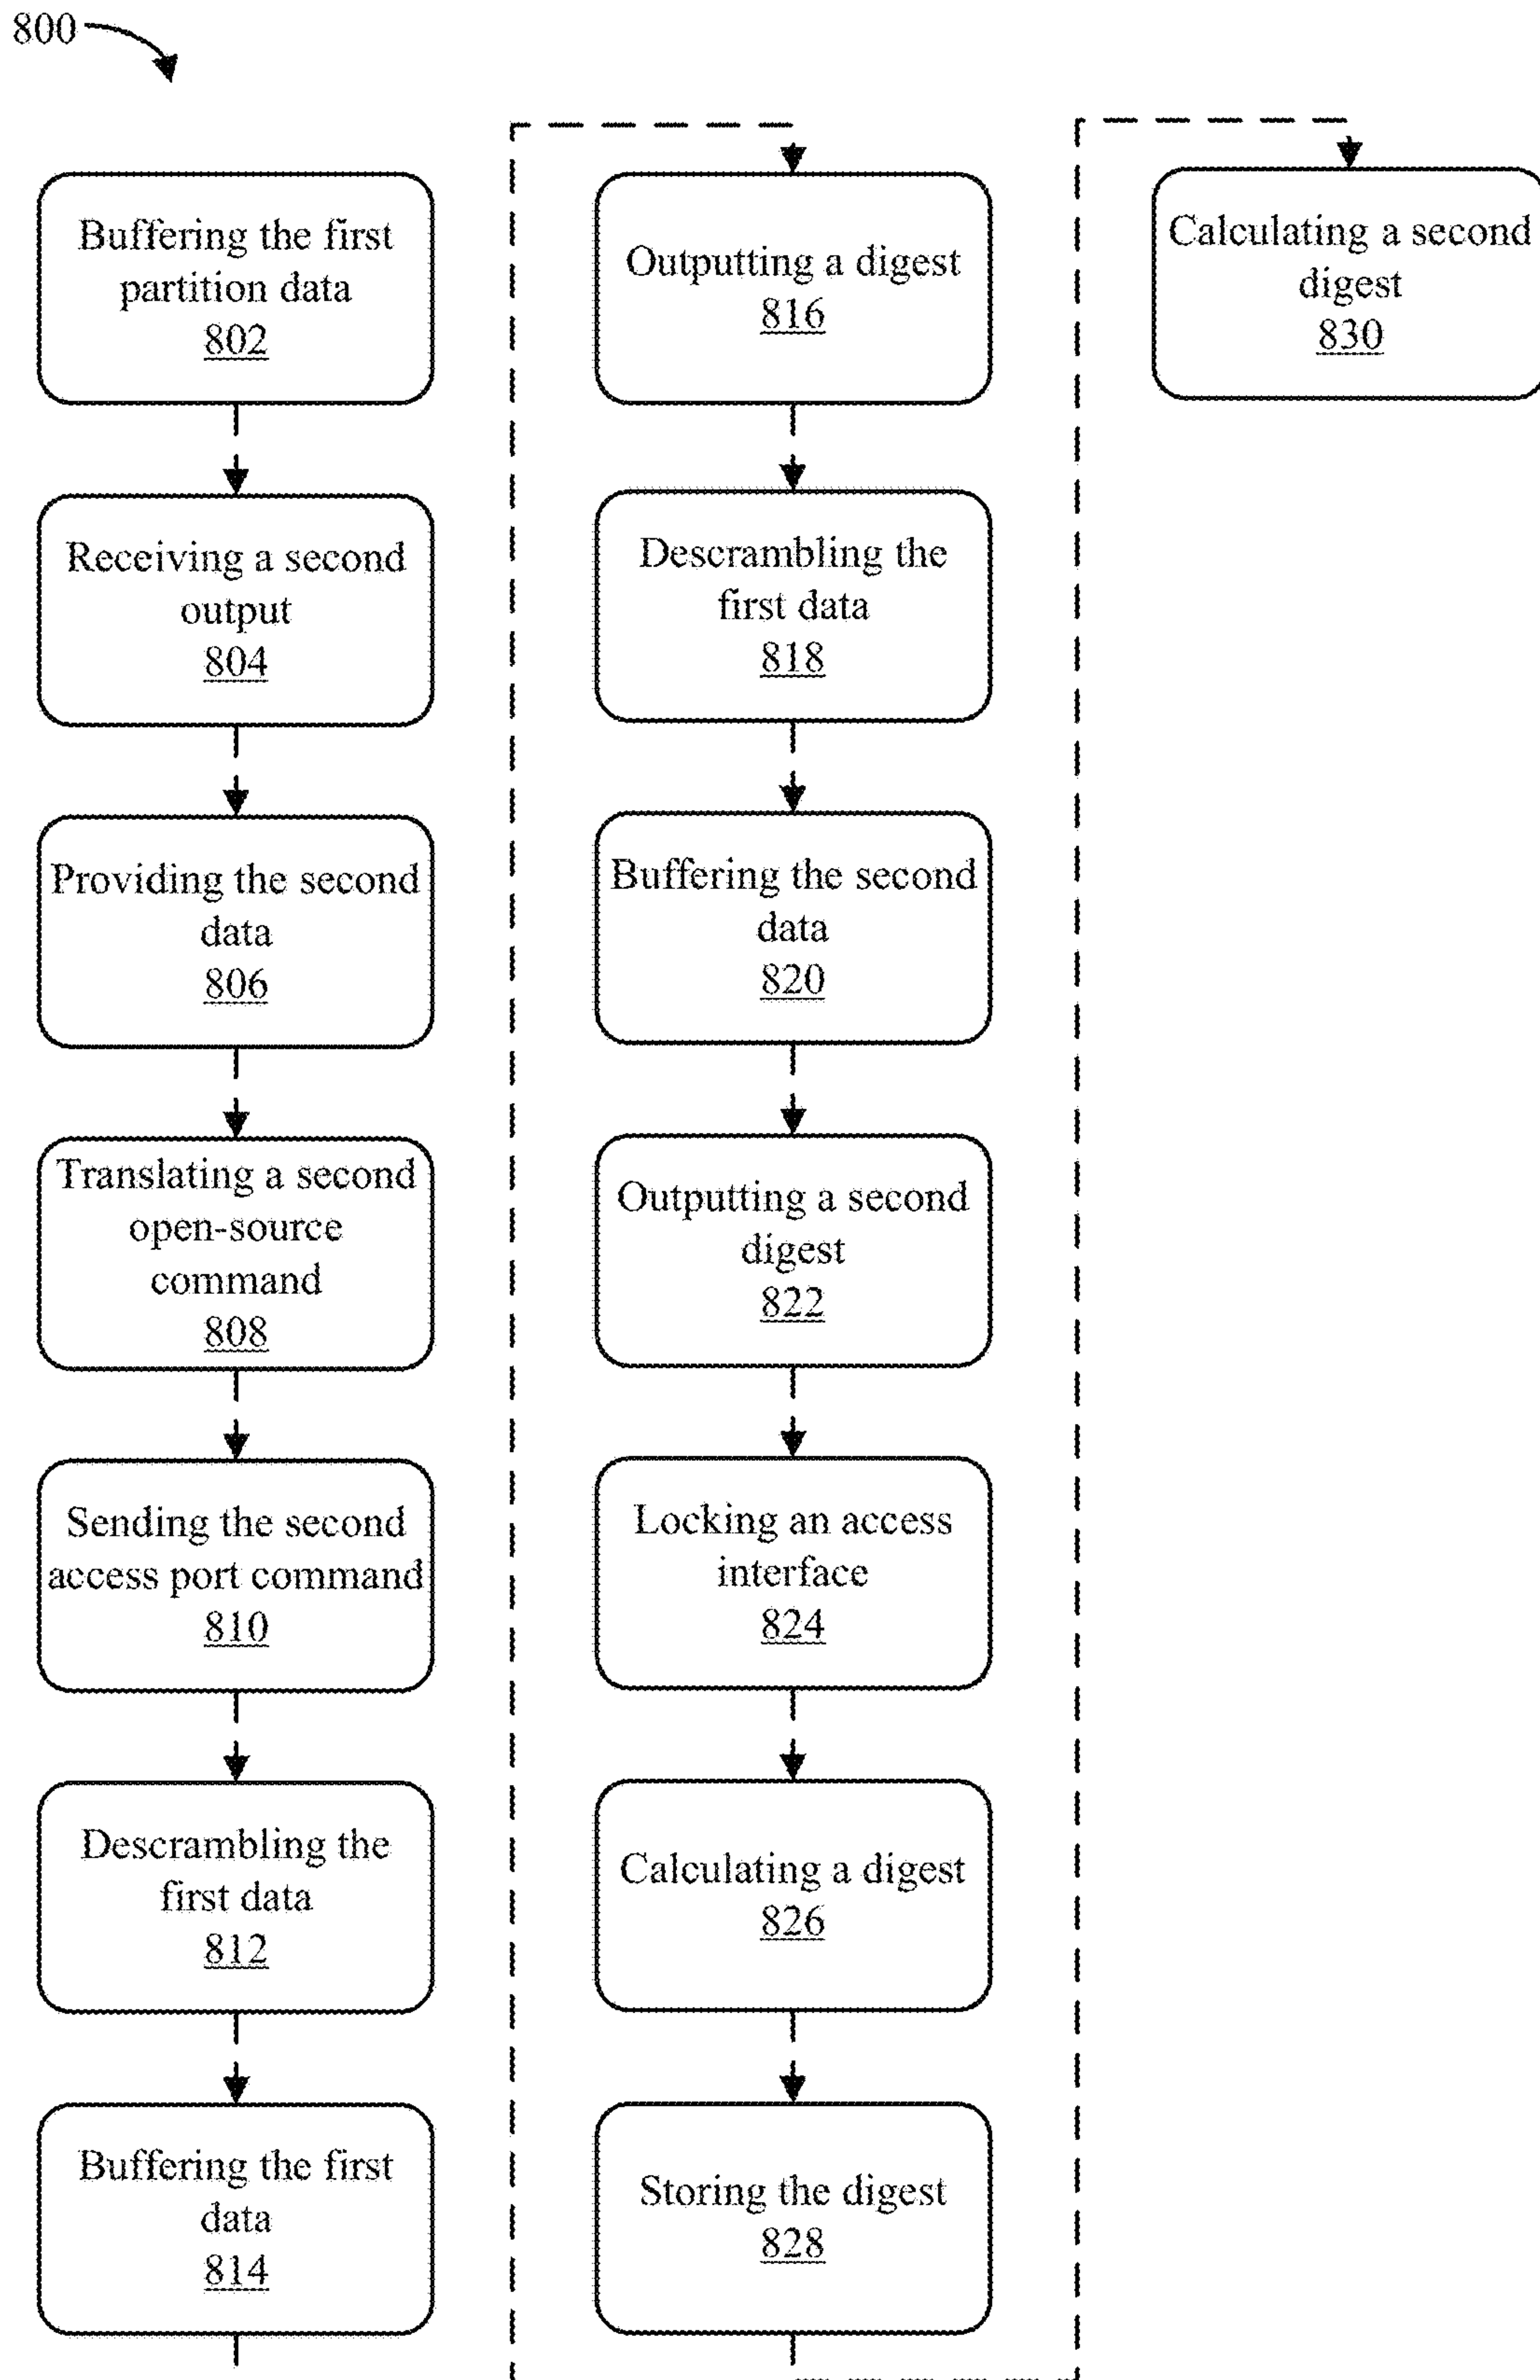 800
Buffering the first
partition data
802
Receiving a second
output
804
Providing the second
data
806
Translating a second
open-source
command
808
Sending the second
access port command
810
Descrambling the
first data
812
Buffering the first
data
814
Outputting a digest
816
Descrambling the
first data
818
Buffering the second
data
820
Outputting a second
digest
822
Locking an access
interface
824
Calculating a digest
826
Storing the digest
828
Calculating a second
digest
830